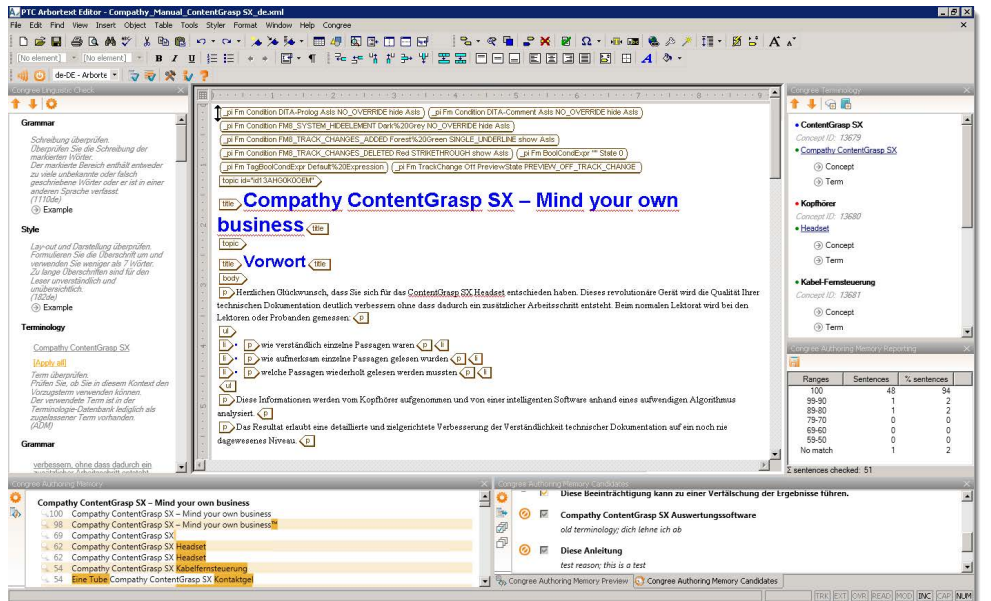 PTC Arbortext Editor - Compathy_Manual_ContentGrasp SX_de.xml
File Edit Find View Insert Object Table Tools Styler Format Window Help Congree
[No element] [No element] B I U
de-DE - Arborte
Congree Linguistic Check
Grammar
Schreibung überprüfen.
Überprüfen Sie die Schreibung der
markierten Wörter.
Der markierte Bereich enthält entweder
zu viele unbekannte oder falsch
geschriebene Wörter oder er ist in einer
anderen Sprache verfasst.
(1110de)
Example
Style
Lay-out und Darstellung überprüfen.
Formulieren Sie die Überschrift um und
verwenden Sie weniger als 7 Wörter.
Zu lange Überschriften sind für den
Leser unverständlich und
unübersichtlich.
(182de)
Example
Terminology
Compathy ContentGrasp SX
[Apply all]
Term überprüfen.
Prüfen Sie, ob Sie in diesem Kontext den
Vorzugsterm verwenden können.
Der verwendete Term ist in der
Terminologie-Datenbank lediglich als
zugelassener Term vorhanden.
(ADM)
Grammar
verbessern, ohne dass dadurch ein
zusätzlicher Arbeitsschritt entsteht
_pi Fm Condition DITA-Prolog AsIs NO_OVERRIDE hide AsIs _pi Fm Condition DITA-Comment AsIs NO_OVERRIDE hide AsIs
_pi Fm Condition FM8_SYSTEM_HIDEELEMENT Dark%20Grey NO_OVERRIDE hide AsIs
_pi Fm Condition FM8_TRACK_CHANGES_ADDED Forest%20Green SINGLE_UNDERLINE show AsIs
_pi Fm Condition FM8_TRACK_CHANGES_DELETED Red STRIKETHROUGH show AsIs _pi Fm BoolCondExpr "" State 0
_pi Fm TagBoolCondExpr Default%20Expression _pi Fm TrackChange Off PreviewState PREVIEW_OFF_TRACK_CHANGE
topic id="id13AHG0K0OEM"
title Compathy ContentGrasp SX – Mind your own
business title
topic
title Vorwort title
body
p Herzlichen Glückwunsch, dass Sie sich für das ContentGrasp SX Headset entschieden haben. Dieses revolutionäre Gerät wird die Qualität Ihrer
technischen Dokumentation deutlich verbessern ohne dass dadurch ein zusätzlicher Arbeitsschritt entsteht. Beim normalen Lektorat wird bei den
Lektoren oder Probanden gemessen: p
ul
li • p wie verständlich einzelne Passagen waren p li
li • p wie aufmerksam einzelne Passagen gelesen wurden p li
li • p welche Passagen wiederholt gelesen werden mussten p li
ul
p Diese Informationen werden vom Kopfhörer aufgenommen und von einer intelligenten Software anhand eines aufwendigen Algorithmus
analysiert. p
p Das Resultat erlaubt eine detaillierte und zielgerichtete Verbesserung der Verständlichkeit technischer Dokumentation auf ein noch nie
dagewesenes Niveau. p
Congree Terminology
• ContentGrasp SX
Concept ID: 13679
• Compathy ContentGrasp SX
Concept
Term
• Kopfhörer
Concept ID: 13680
• Headset
Concept
Term
• Kabel-Fernsteuerung
Concept ID: 13681
Concept
Term
Congree Authoring Memory Reporting
Ranges Sentences % sentences
100 48 94
99-90 1 2
89-80 1 2
79-70 0 0
69-60 0 0
59-50 0 0
No match 1 2
Σ sentences checked: 51
Congree Authoring Memory
Compathy ContentGrasp SX – Mind your own business
100 Compathy ContentGrasp SX – Mind your own business
98 Compathy ContentGrasp SX – Mind your own business™
69 Compathy ContentGrasp SX
62 Compathy ContentGrasp SX Headset
62 Compathy ContentGrasp SX Headset
54 Compathy ContentGrasp SX Kabelfernsteuerung
54 Eine Tube Compathy ContentGrasp SX Kontaktgel
Congree Authoring Memory Candidates
Diese Beeinträchtigung kann zu einer Verfälschung der Ergebnisse führen.
Compathy ContentGrasp SX Auswertungssoftware
old terminology; dich lehne ich ab
Diese Anleitung
test reason; this is a test
Congree Authoring Memory Preview Congree Authoring Memory Candidates
TRK EXT OVR READ MOD INC CAP NUM